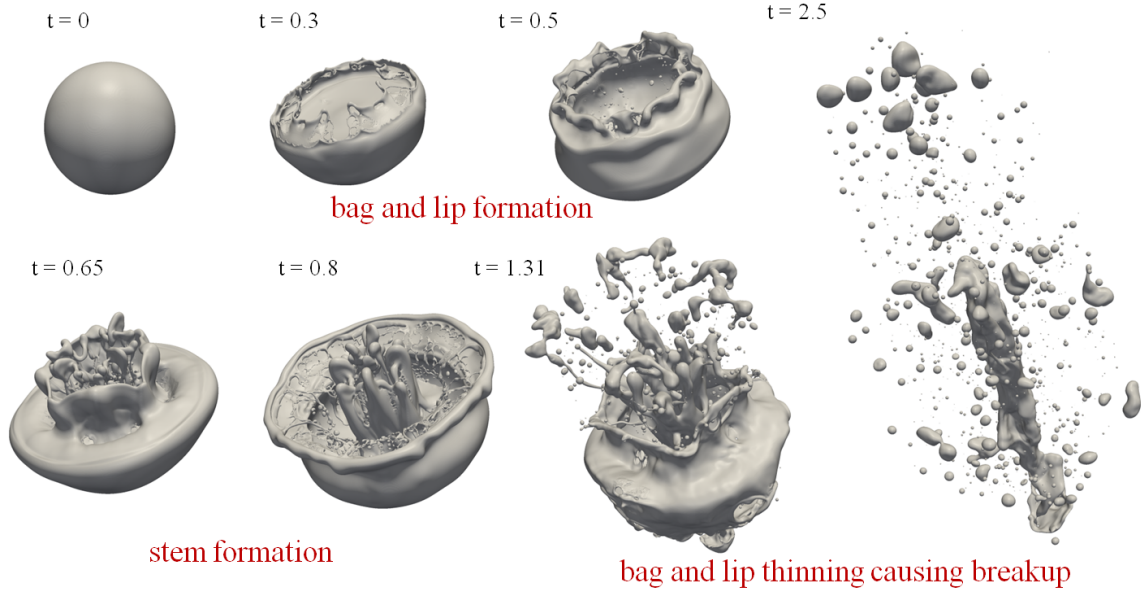 t = 0
t = 0.3
t = 0.5
t = 2.5
bag and lip formation
t = 0.65
t = 0.8
t = 1.31
stem formation
bag and lip thinning causing breakup